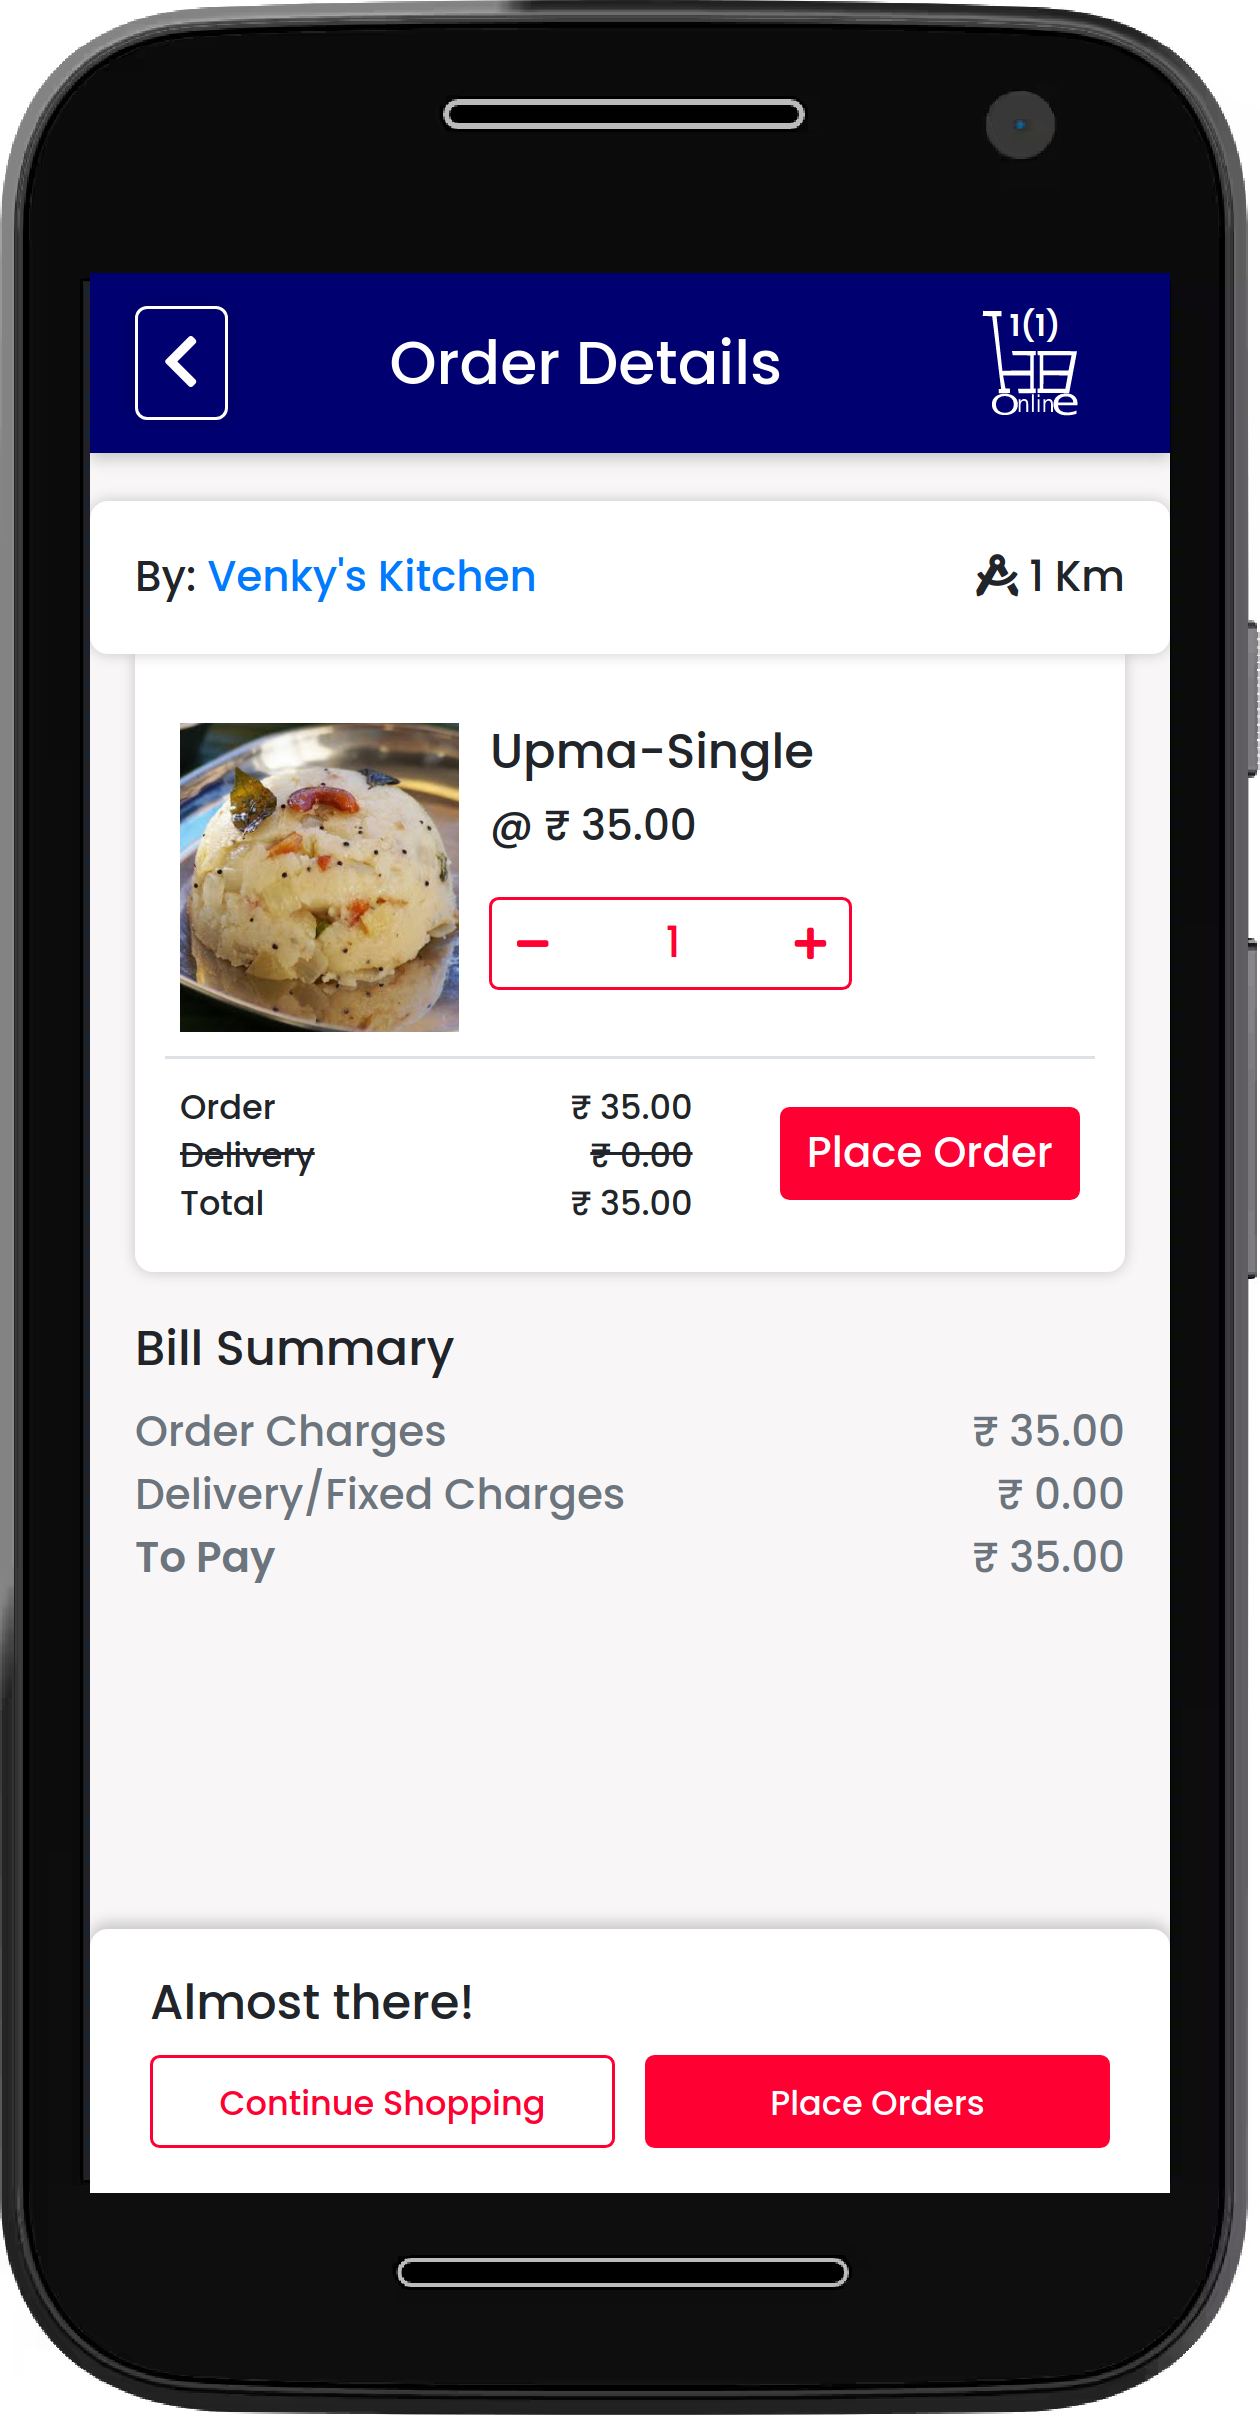 Order Details
1(1)
Online
By: Venky's Kitchen
1 Km
Upma-Single
@ ₹ 35.00
1
Order ₹ 35.00
Delivery ₹ 0.00
Total ₹ 35.00
Place Order
Bill Summary
Order Charges ₹ 35.00
Delivery/Fixed Charges ₹ 0.00
To Pay ₹ 35.00
Almost there!
Continue Shopping
Place Orders